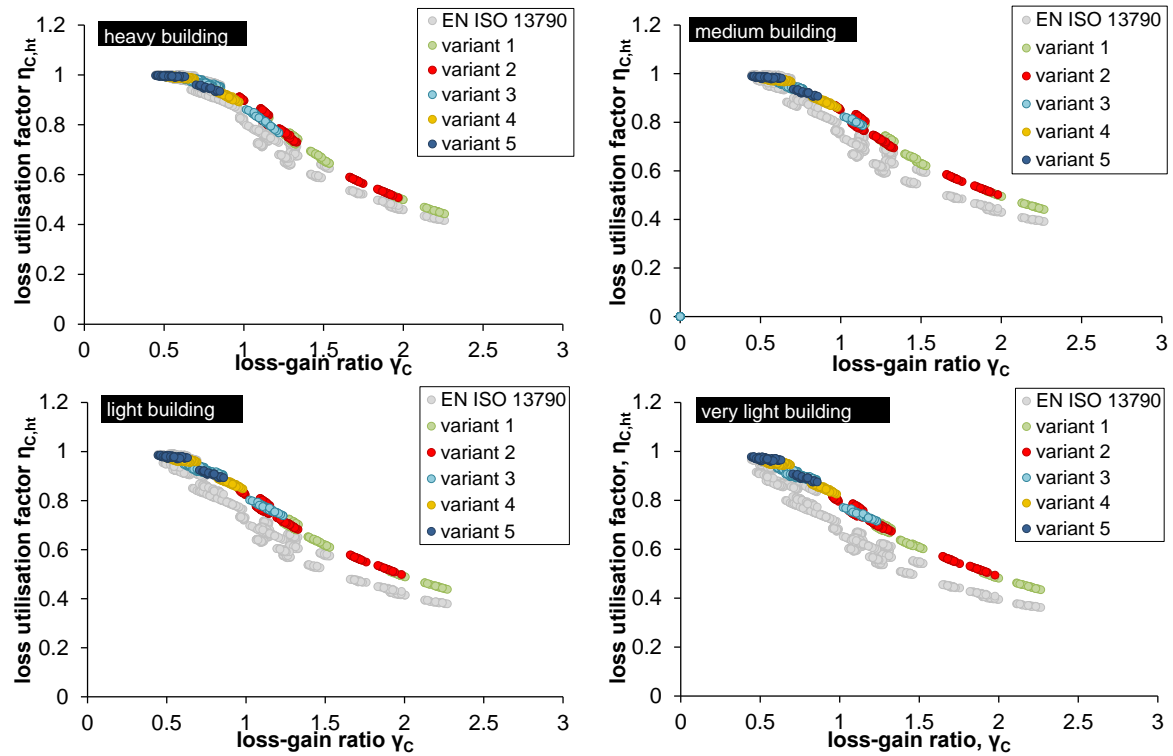 heavy building
EN ISO 13790
variant 1
variant 2
variant 3
variant 4
variant 5
loss utilisation factor ηC,ht
1.2
1
0.8
0.6
0.4
0.2
0
0 0.5 1 1.5 2 2.5 3
loss-gain ratio γC
medium building
EN ISO 13790
variant 1
variant 2
variant 3
variant 4
variant 5
loss utilisation factor ηC,ht
1.2
1
0.8
0.6
0.4
0.2
0
0 0.5 1 1.5 2 2.5 3
loss-gain ratio γC
light building
EN ISO 13790
variant 1
variant 2
variant 3
variant 4
variant 5
loss utilisation factor ηC,ht
1.2
1
0.8
0.6
0.4
0.2
0
0 0.5 1 1.5 2 2.5 3
loss-gain ratio γC
very light building
EN ISO 13790
variant 1
variant 2
variant 3
variant 4
variant 5
loss utilisation factor, ηC,ht
1.2
1
0.8
0.6
0.4
0.2
0
0 0.5 1 1.5 2 2.5 3
loss-gain ratio, γC